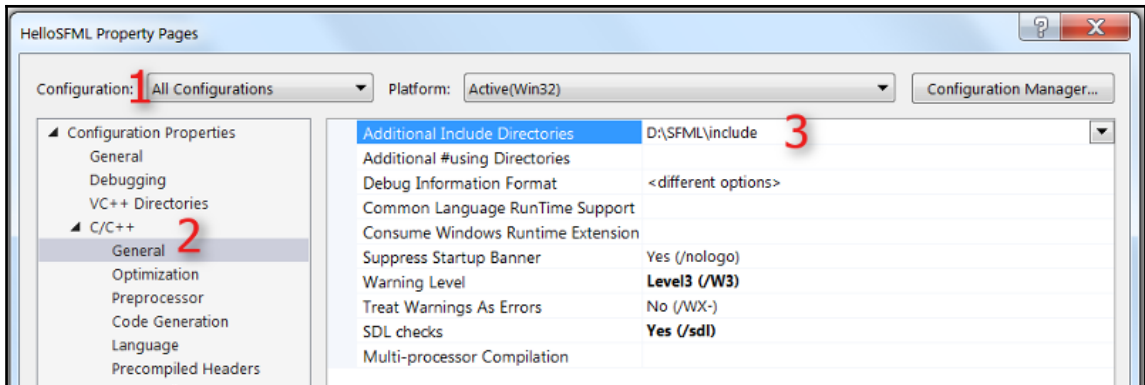 HelloSFML Property Pages
Configuration: 1 All Configurations Platform: Active(Win32) Configuration Manager...
Configuration Properties
General
Debugging
VC++ Directories
C/C++
2
General
Optimization
Preprocessor
Code Generation
Language
Precompiled Headers
Additional Include Directories D:\SFML\include 3
Additional #using Directories
Debug Information Format <different options>
Common Language RunTime Support
Consume Windows Runtime Extension
Suppress Startup Banner Yes (/nologo)
Warning Level Level3 (/W3)
Treat Warnings As Errors No (/WX-)
SDL checks Yes (/sdl)
Multi-processor Compilation